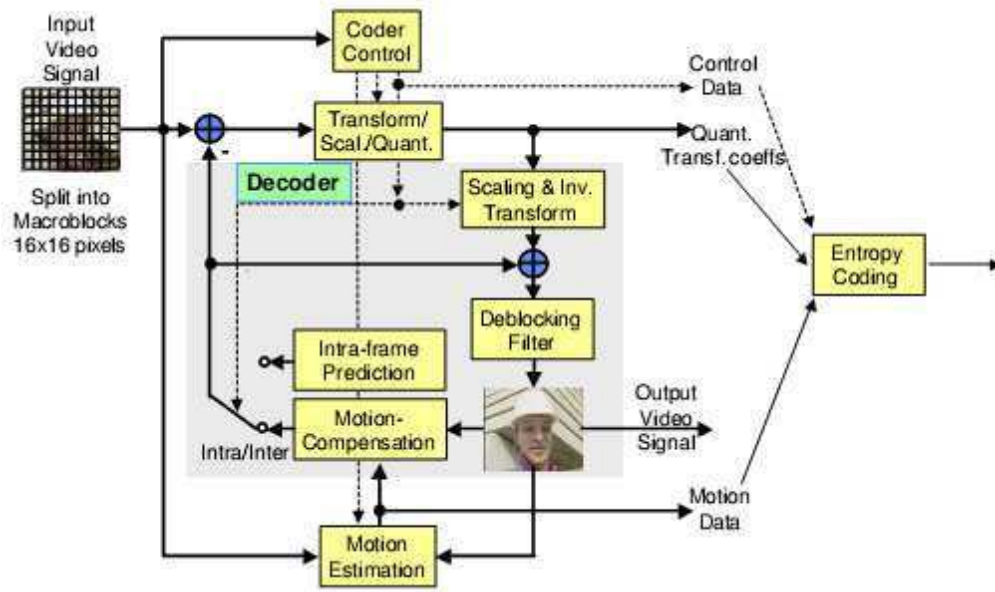 Input
Video
Signal
Coder
Control
Control
Data
Transform/
Scal./Quant.
-
Quant.
Transf. coeffs
Decoder
Split into
Macroblocks
16x16 pixels
Scaling & Inv.
Transform
Entropy
Coding
Deblocking
Filter
Intra-frame
Prediction
Output
Video
Signal
Motion-
Compensation
Intra/Inter
Motion
Data
Motion
Estimation